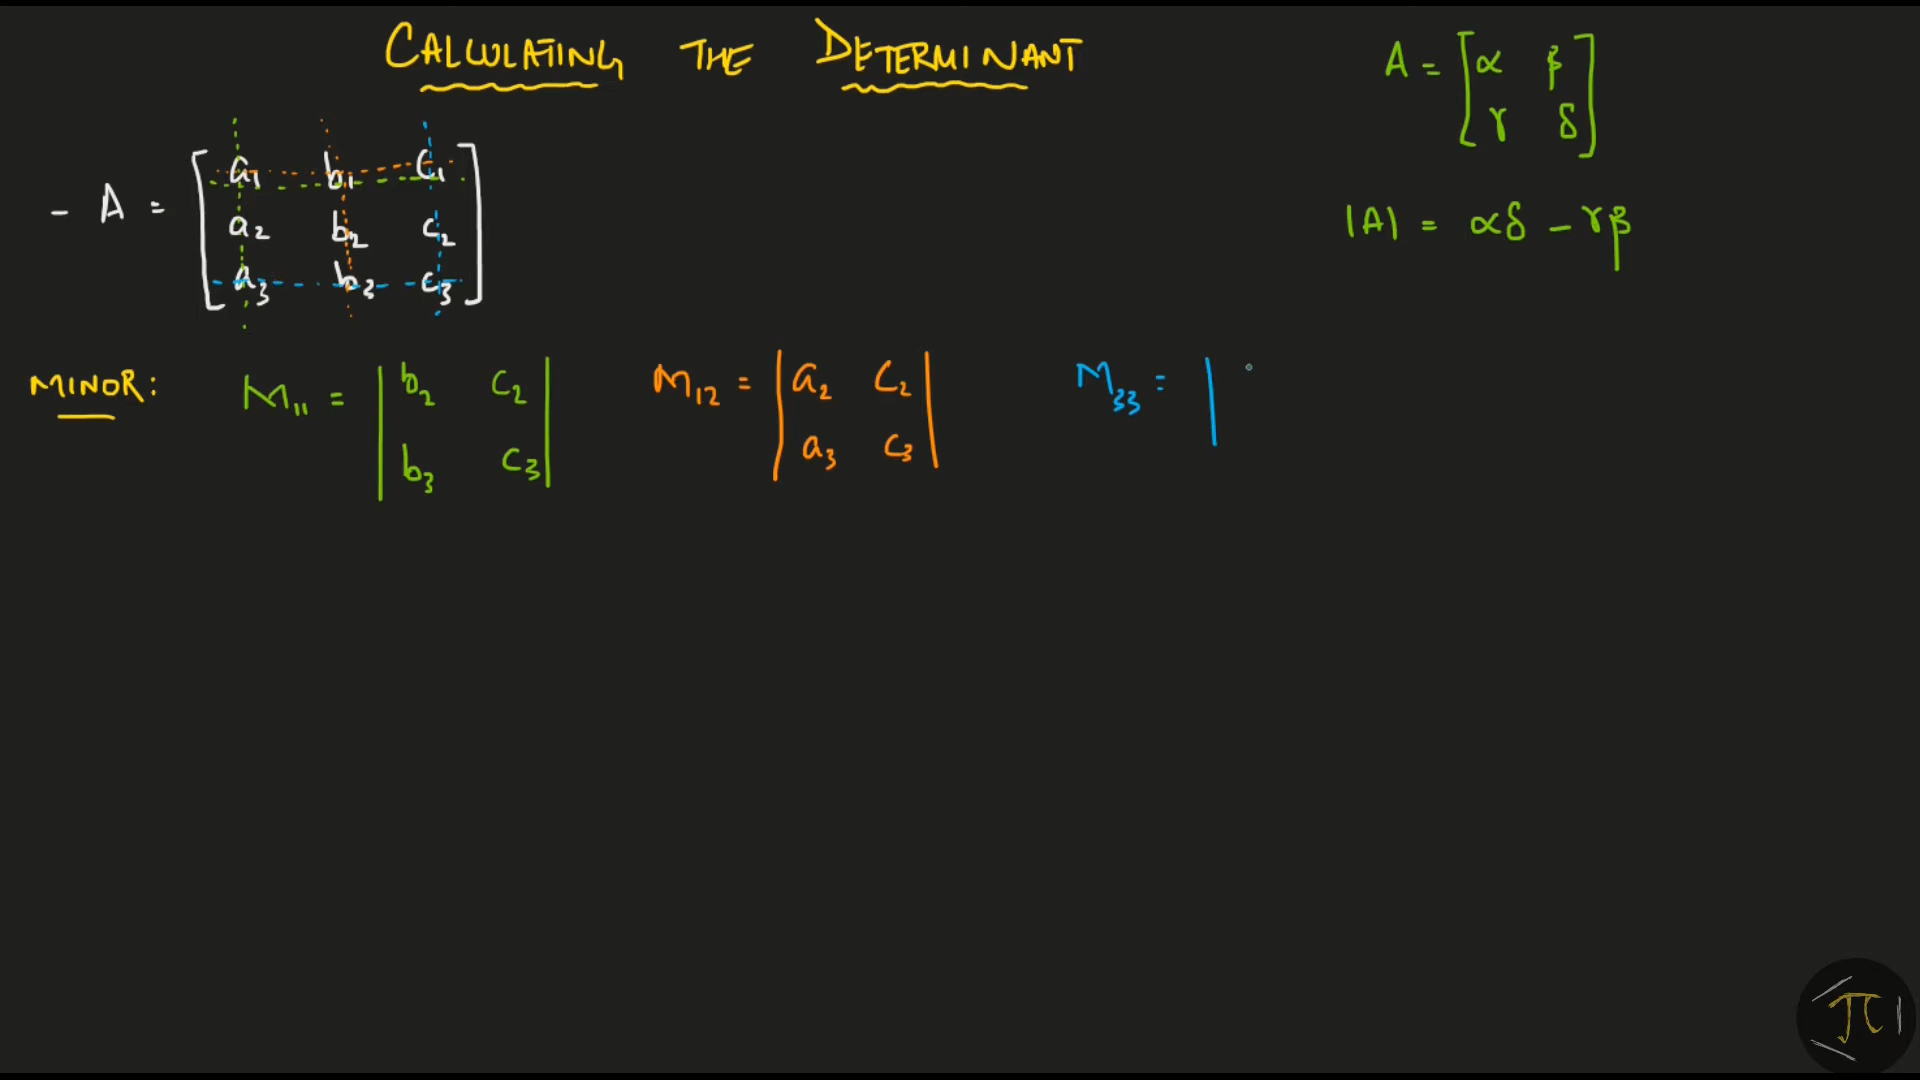 CALCULATING THE DETERMINANT
A = [α β
γ δ]
- A = [a₁ b₁ c₁
a₂ b₂ c₂
a₃ b₃ c₃]
|A| = αδ - γβ
MINOR: M₁₁ = |b₂ c₂
b₃ c₃| M₁₂ = |a₂ c₂
a₃ c₃| M₃₃ = |
π